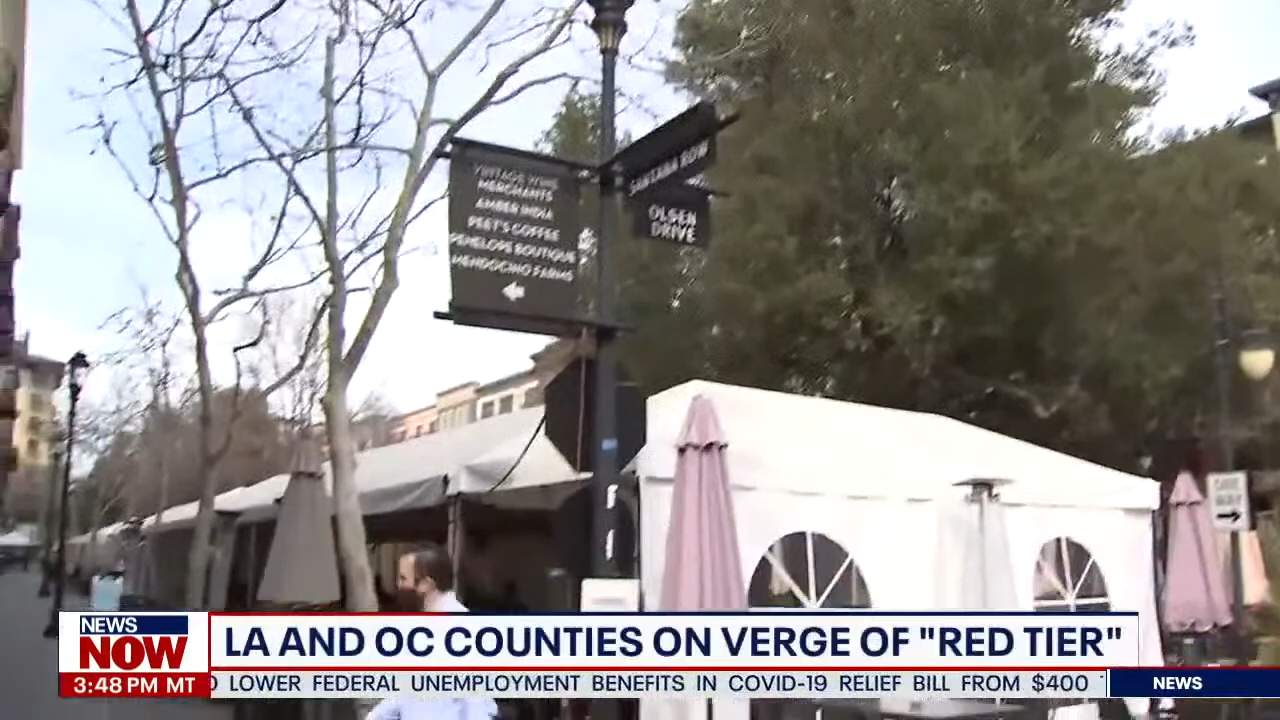 VINTAGE WINE
MERCHANTS
AMBER INDIA
PEET'S COFFEE
PENELOPE BOUTIQUE
MENDOCINO FARMS
SANTANA ROW
OLSEN
DRIVE
ONE
WAY
NEWS
NOW
3:48 PM MT
LA AND OC COUNTIES ON VERGE OF "RED TIER"
LOWER FEDERAL UNEMPLOYMENT BENEFITS IN COVID-19 RELIEF BILL FROM $400
NEWS